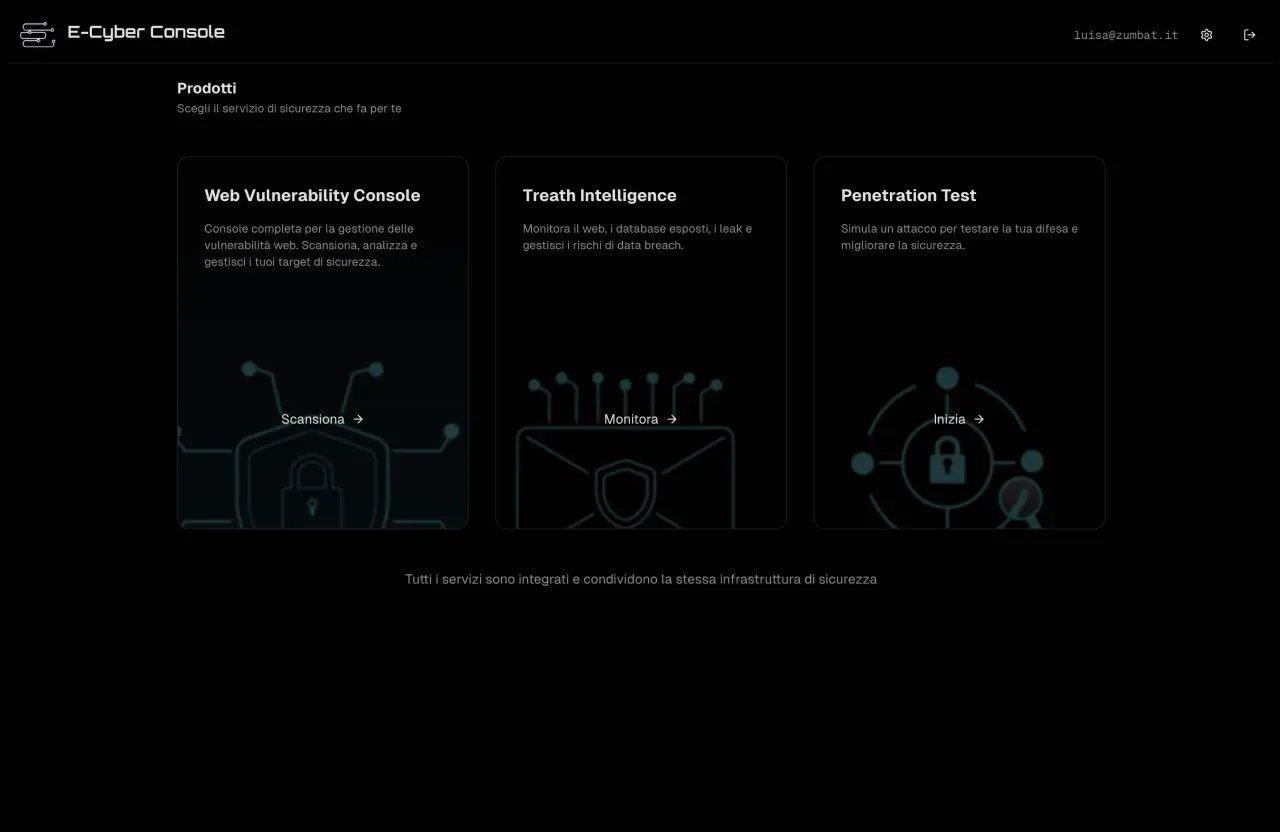 E-Cyber Console
luisa@zumbat.it
Prodotti
Scegli il servizio di sicurezza che fa per te
Web Vulnerability Console
Console completa per la gestione delle
vulnerabilità web. Scansiona, analizza e
gestisci i tuoi target di sicurezza.
Scansiona →
Treath Intelligence
Monitora il web, i database esposti, i leak e
gestisci i rischi di data breach.
Monitora →
Penetration Test
Simula un attacco per testare la tua difesa e
migliorare la sicurezza.
Inizia →
Tutti i servizi sono integrati e condividono la stessa infrastruttura di sicurezza